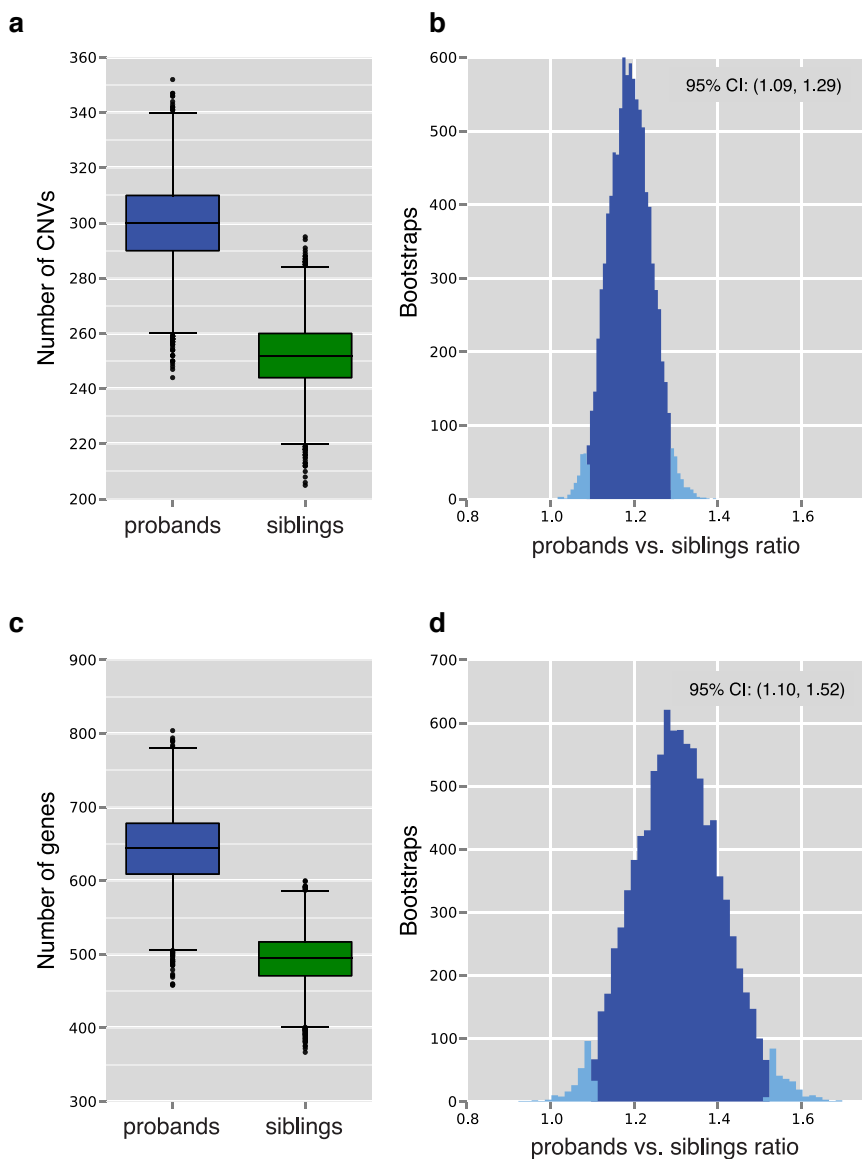 a
360
340
320
300
280
260
240
220
200
Number of CNVs
probands
siblings
b
600
500
400
300
200
100
0
Bootstraps
95% CI: (1.09, 1.29)
0.8
1.0
1.2
1.4
1.6
probands vs. siblings ratio
c
900
800
700
600
500
400
300
Number of genes
probands
siblings
d
700
600
500
400
300
200
100
0
Bootstraps
95% CI: (1.10, 1.52)
0.8
1.0
1.2
1.4
1.6
probands vs. siblings ratio